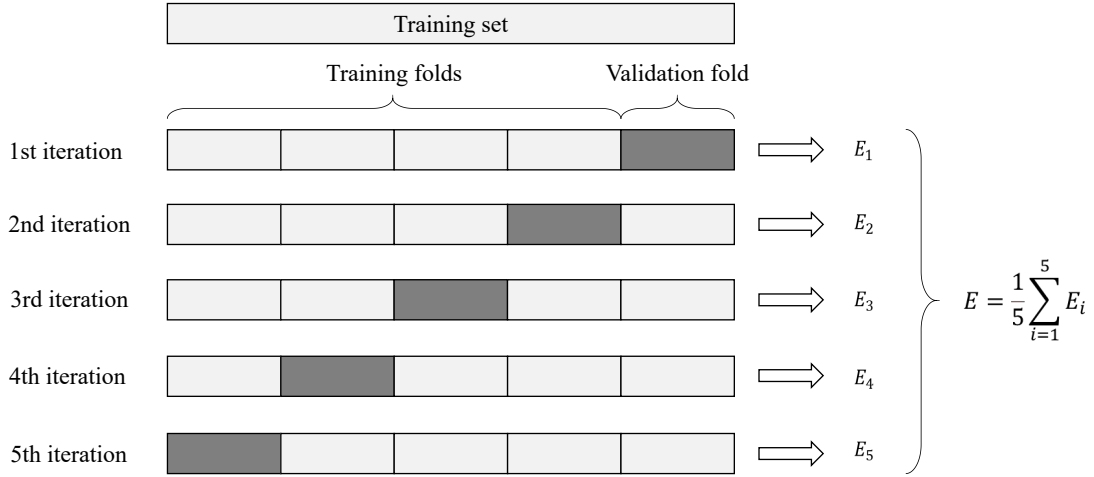 Training set
Training folds Validation fold
1st iteration E₁
2nd iteration E₂
3rd iteration E₃
4th iteration E₄
5th iteration E₅
E = 1/5 ∑_{i=1}^{5} E_i